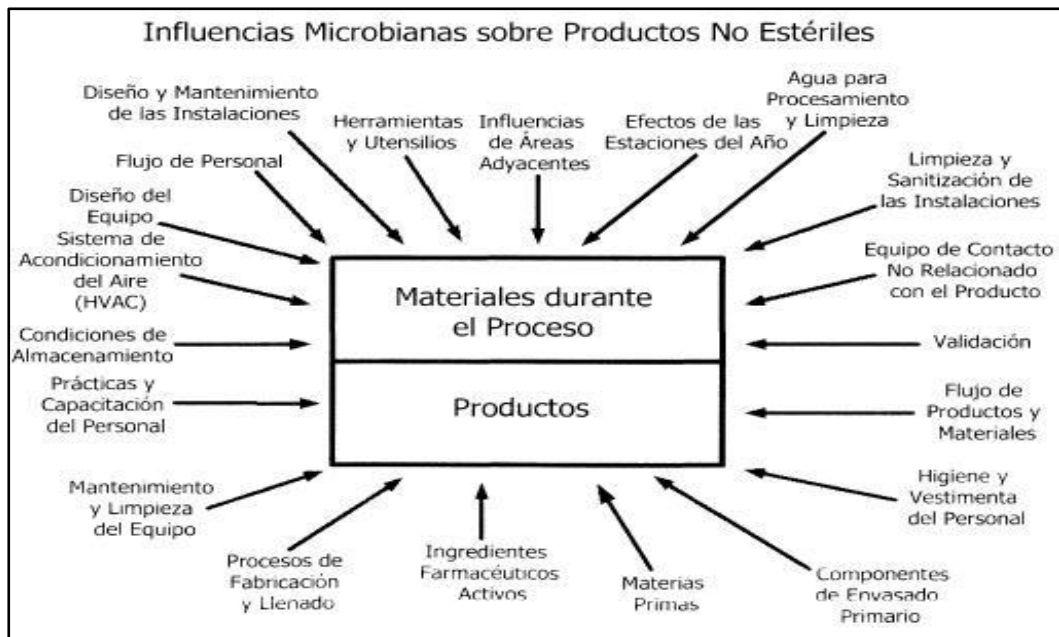 Influencias Microbianas sobre Productos No Estériles
Diseño y Mantenimiento
de las Instalaciones
Herramientas
y Utensilios
Influencias
de Áreas
Adyacentes
Efectos de las
Estaciones del Año
Agua para
Procesamiento
y Limpieza
Flujo de Personal
Diseño del
Equipo
Sistema de
Acondicionamiento
del Aire
(HVAC)
Condiciones de
Almacenamiento
Prácticas y
Capacitación
del Personal
Mantenimiento
y Limpieza
del Equipo
Materiales durante
el Proceso
Productos
Limpieza y
Sanitización de
las Instalaciones
Equipo de Contacto
No Relacionado
con el Producto
Validación
Flujo de
Productos y
Materiales
Higiene y
Vestimenta
del Personal
Procesos de
Fabricación
y Llenado
Ingredientes
Farmacéuticos
Activos
Materias
Primas
Componentes
de Envasado
Primario